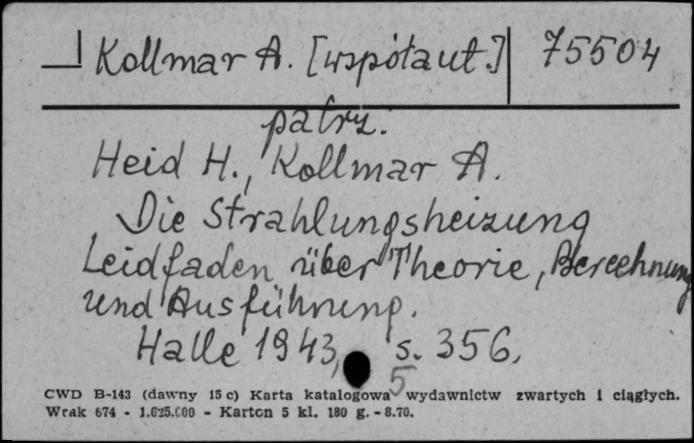 Kollmar A. [współaut.] 75504
patrz.
Heid H., Kollmar A.
Die Strahlungsheizung
Leidfaden über Theorie, Berechnung
und Ausführung.
Halle 1943, s. 356,
5
CWD B-143 (dawny 15 c) Karta katalogowa wydawnictw zwartych i ciągłych.
Wrak 674 - 1.625.000 - Karton 5 kl. 180 g. - 8.70.